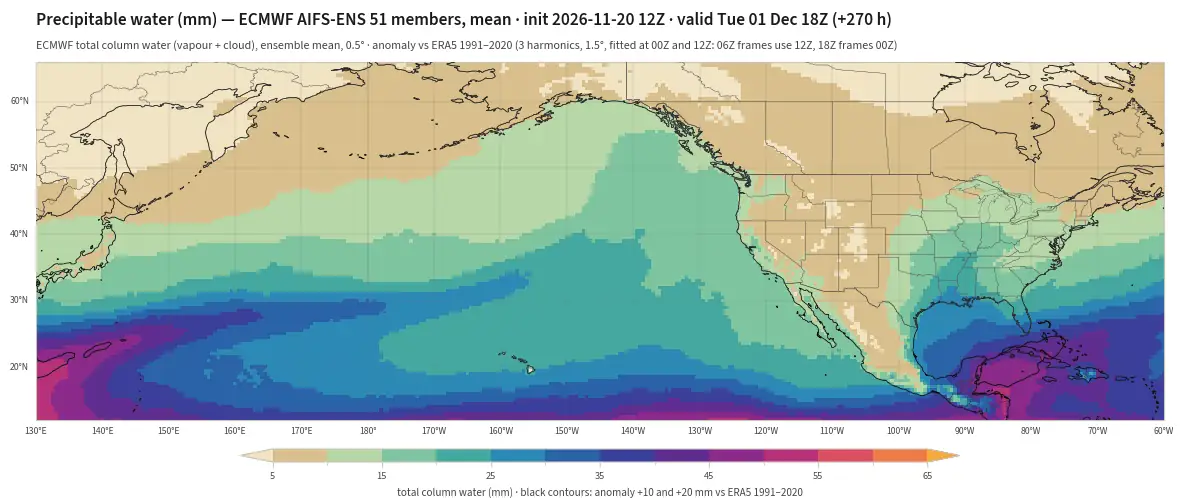 Precipitable water (mm) — ECMWF AIFS-ENS 51 members, mean · init 2026-11-20 12Z · valid Tue 01 Dec 18Z (+270 h)
ECMWF total column water (vapour + cloud), ensemble mean, 0.5° · anomaly vs ERA5 1991–2020 (3 harmonics, 1.5°, fitted at 00Z and 12Z: 06Z frames use 12Z, 18Z frames 00Z)
60°N
50°N
40°N
30°N
20°N
130°E 140°E 150°E 160°E 170°E 180° 170°W 160°W 150°W 140°W 130°W 120°W 110°W 100°W 90°W 80°W 70°W 60°W
5 15 25 35 45 55 65
total column water (mm) · black contours: anomaly +10 and +20 mm vs ERA5 1991–2020